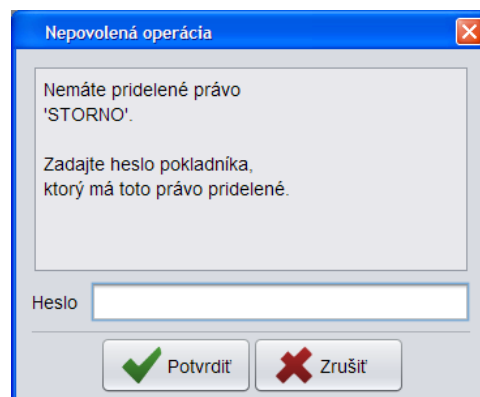 Nepovolená operácia
Nemáte pridelené právo
'STORNO'.
Zadajte heslo pokladníka,
ktorý má toto právo pridelené.
Heslo
Potvrdiť
Zrušiť